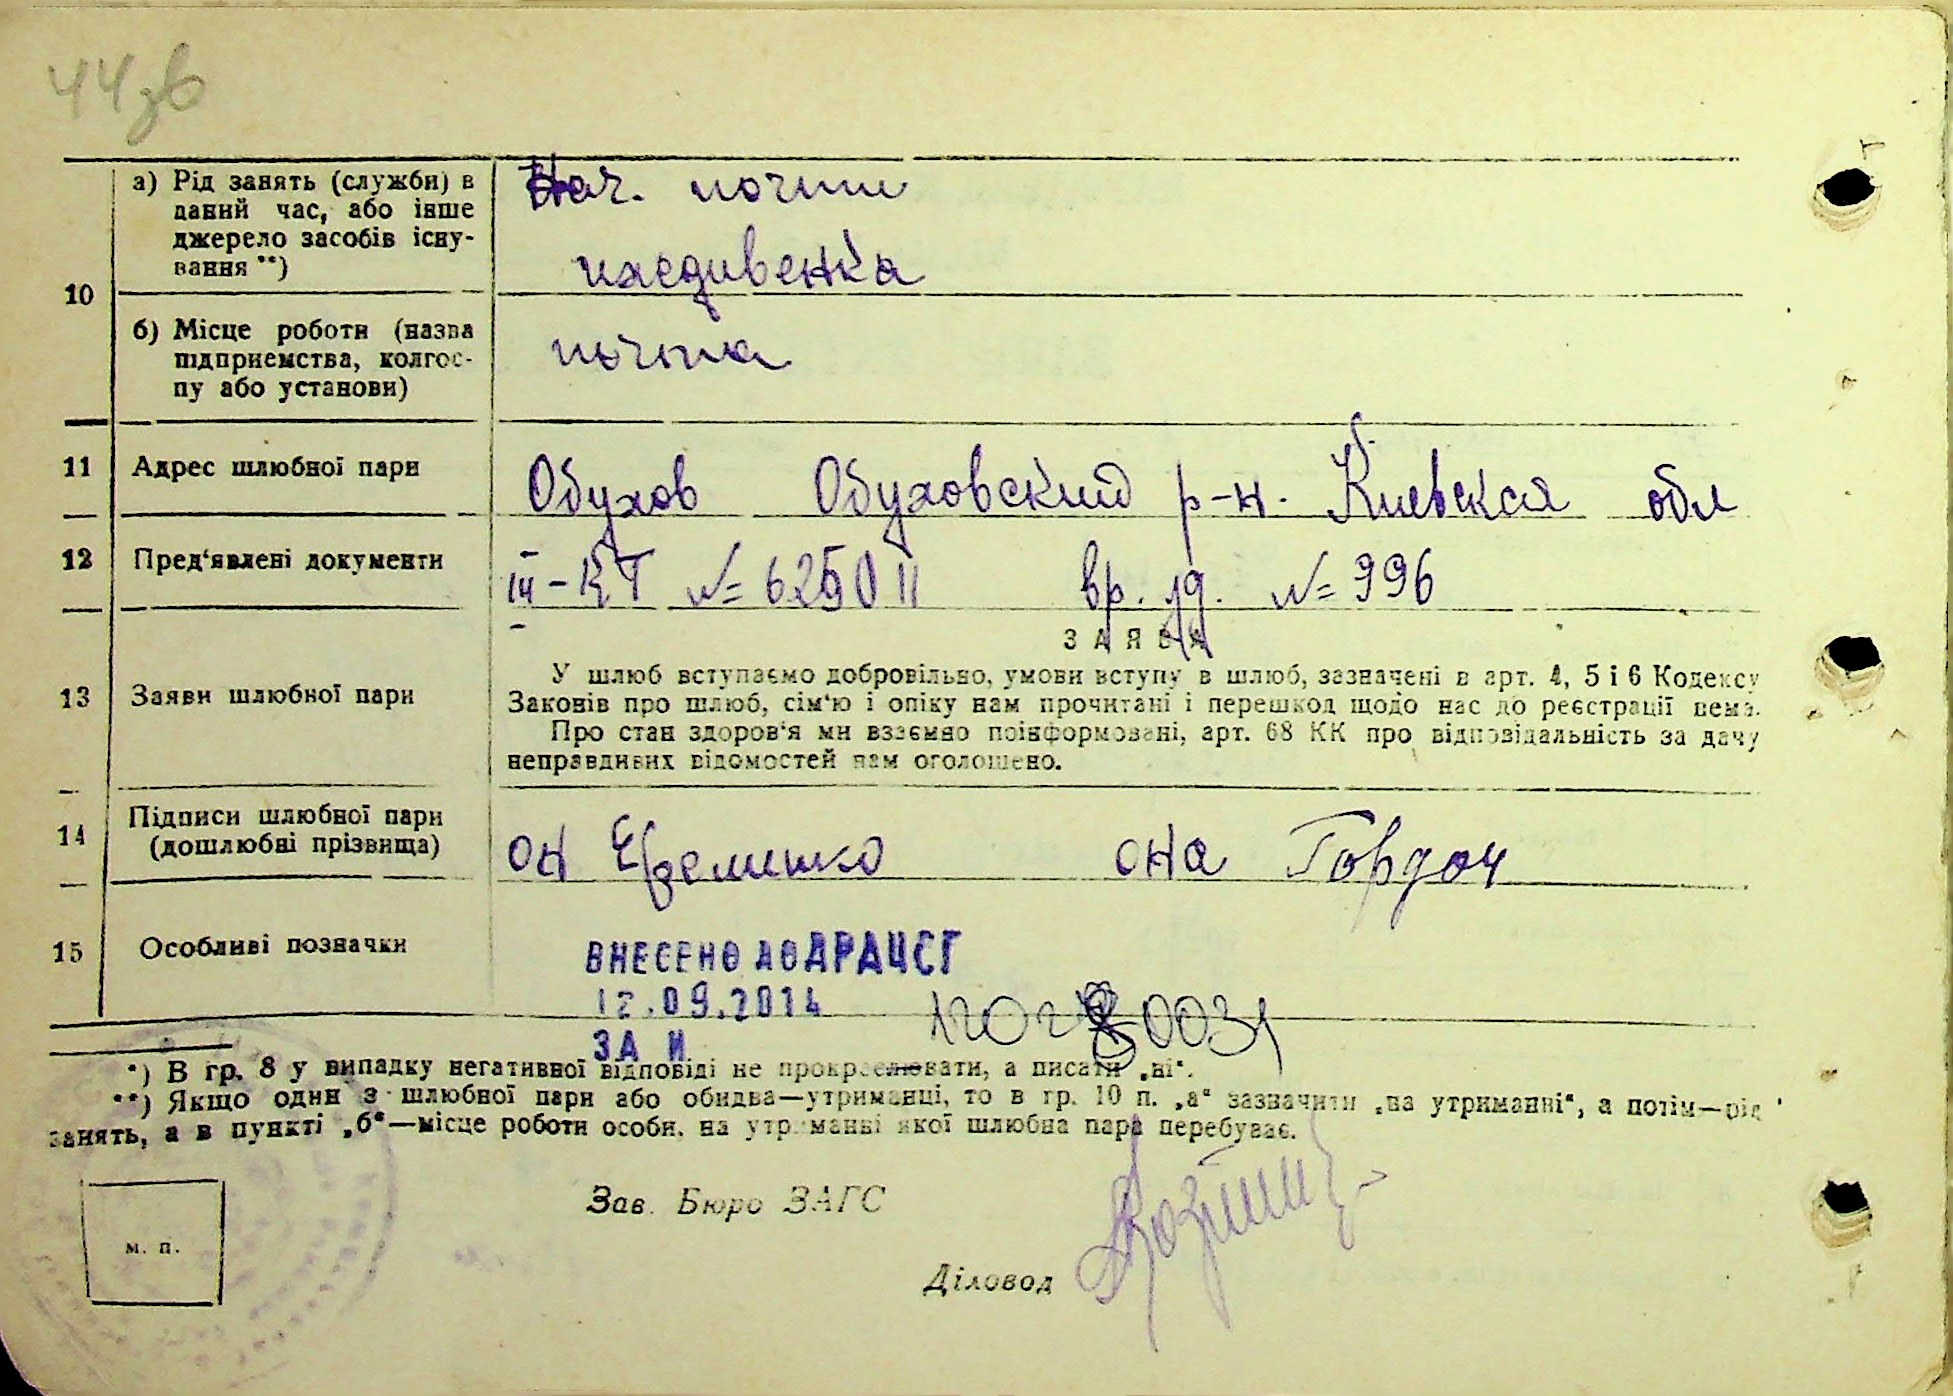 44зв
10
а) Рід занять (служби) в
даний час, або інше
джерело засобів існу-
вання **)
Нач. почти
иждивенка
б) Місце роботи (назва
підприємства, колгос-
пу або установи)
почта
11 Адрес шлюбної пари
Обухов Обуховский р-н. Киевская обл
12 Пред'явлені документи
III-КТ № 625011 вр. уд. № 996
13 Заяви шлюбної пари
ЗАЯВА
У шлюб вступаємо добровільно, умови вступу в шлюб, зазначені в арт. 4, 5 і 6 Кодексу
Законів про шлюб, сім'ю і опіку нам прочитані і перешкод щодо нас до реєстрації нема.
Про стан здоров'я ми взаємно поінформовані, арт. 68 КК про відповідальність за дачу
неправдивих відомостей нам оголошено.
14 Підписи шлюбної пари
(дошлюбні прізвища)
он Еременко она Гордон
15 Особливі позначки
ВНЕСЕНО ДО ДРАЦСГ
12.09.2014
ЗА №
*) В гр. 8 у випадку негативної відповіді не прокреслювати, а писати „ні“.
**) Якщо один з шлюбної пари або обидва—утриманці, то в гр. 10 п. „а“ зазначити „на утриманні“, а потім—рід
занять, а в пункті „б“—місце роботи особи, на утриманні якої шлюбна пара перебуває.
м. п.
Зав. Бюро ЗАГС
Діловод